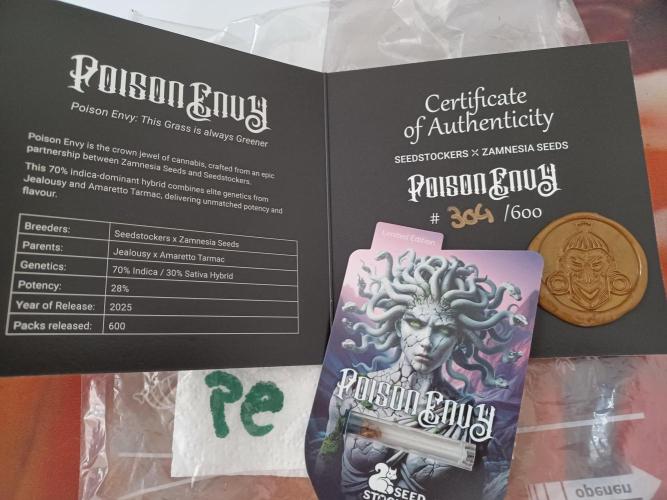 POISON ENVY
Poison Envy: This Grass is always Greener
Poison Envy is the crown jewel of cannabis, crafted from an epic
partnership between Zamnesia Seeds and Seedstockers.
This 70% indica-dominant hybrid combines elite genetics from
Jealousy and Amaretto Tarmac, delivering unmatched potency and
flavour.
Breeders: Seedstockers x Zamnesia Seeds
Parents: Jealousy x Amaretto Tarmac
Genetics: 70% Indica / 30% Sativa Hybrid
Potency: 28%
Year of Release: 2025
Packs released: 600
Certificate
of Authenticity
SEEDSTOCKERS X ZAMNESIA SEEDS
POISON ENVY
# 304 /600
Limited Edition
POISON ENVY
SEED
STOCKERS
Pe
openen